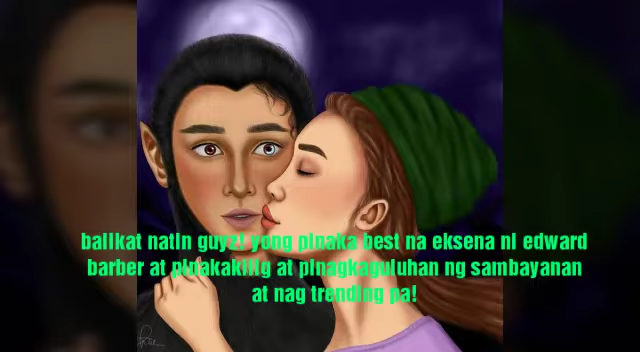 balikat natin guyz! yong pinaka best na eksena ni edward
barber at pinakakilig at pinagkaguluhan ng sambayanan
at nag trending pa!